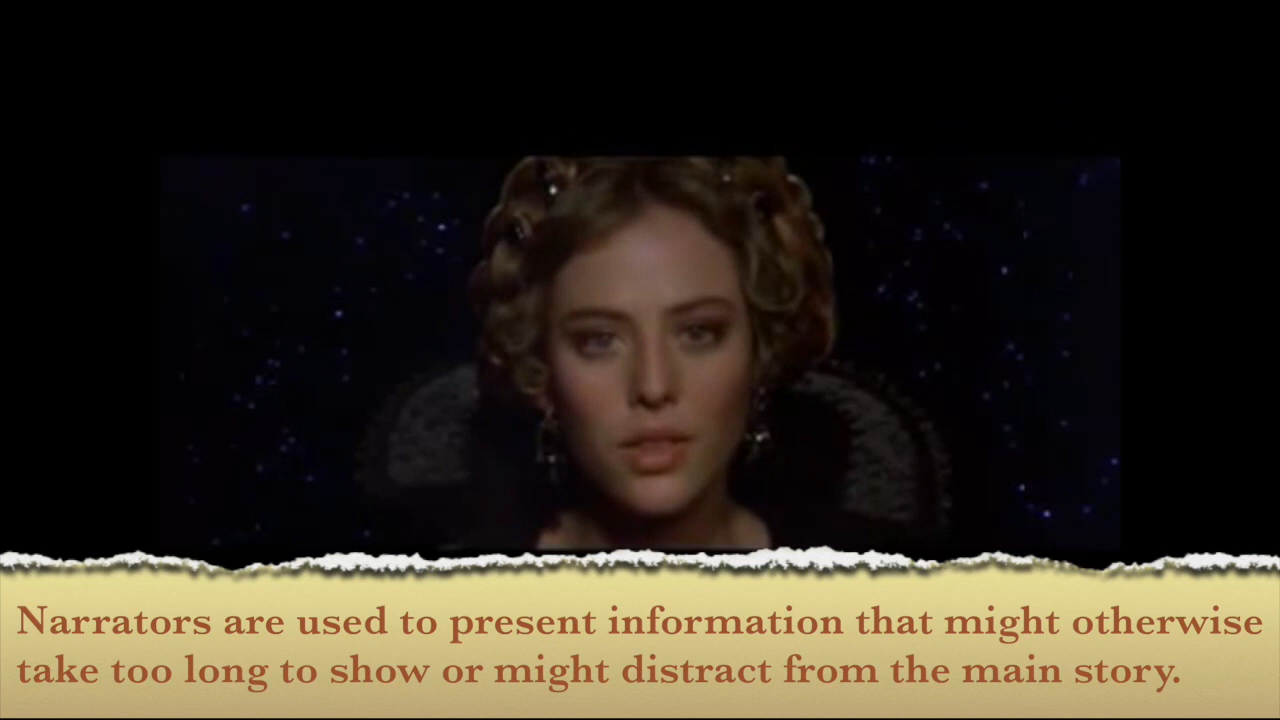 Narrators are used to present information that might otherwise
take too long to show or might distract from the main story.